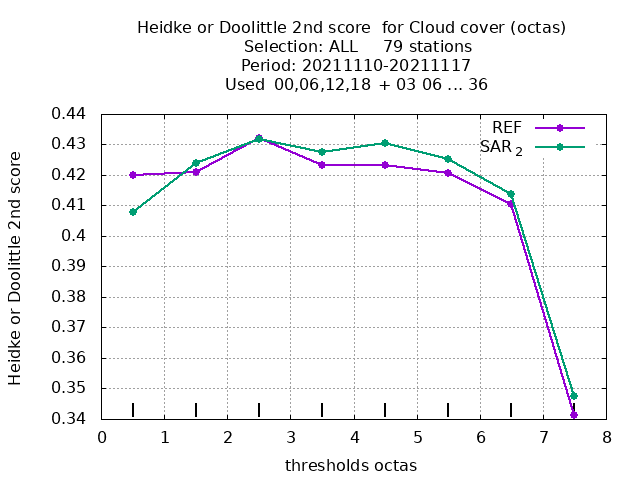 Heidke or Doolittle 2nd score  for Cloud cover (octas)
Selection: ALL     79 stations
Period: 20211110-20211117
Used  00,06,12,18  + 03 06 ... 36
REF
SAR 2
0.44
0.43
0.42
0.41
0.4
0.39
0.38
0.37
0.36
0.35
0.34
Heidke or Doolittle 2nd score
0 1 2 3 4 5 6 7 8
thresholds octas